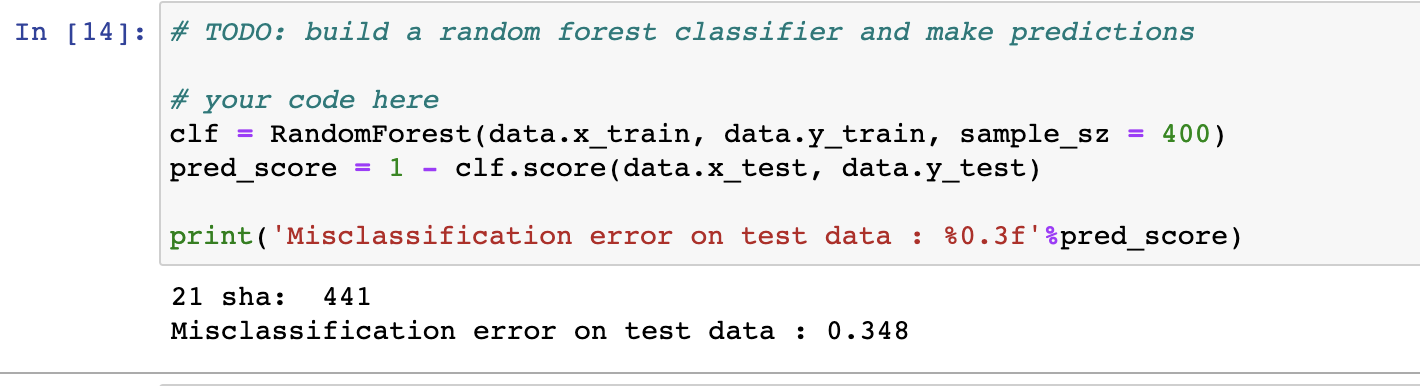 In [14]: # TODO: build a random forest classifier and make predictions
# your code here
clf = RandomForest(data.x_train, data.y_train, sample_sz = 400)
pred_score = 1 - clf.score(data.x_test, data.y_test)
print('Misclassification error on test data : %0.3f'%pred_score)
21 sha:  441
Misclassification error on test data : 0.348